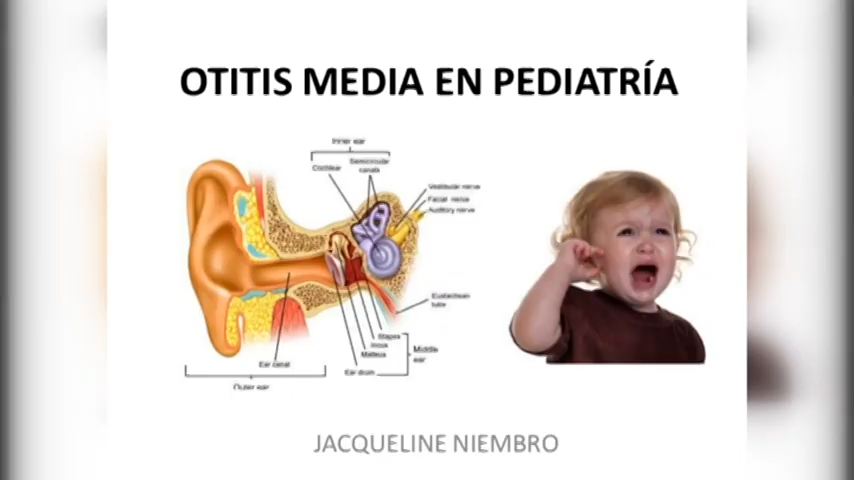 OTITIS MEDIA EN PEDIATRÍA
Inner ear
Cochlear
Semicircular
canals
Vestibular nerve
Facial nerve
Auditory nerve
Eustachean
tube
Stapes
Incus
Malleus
Middle
ear
Ear drum
Ear canal
Outer ear
JACQUELINE NIEMBRO